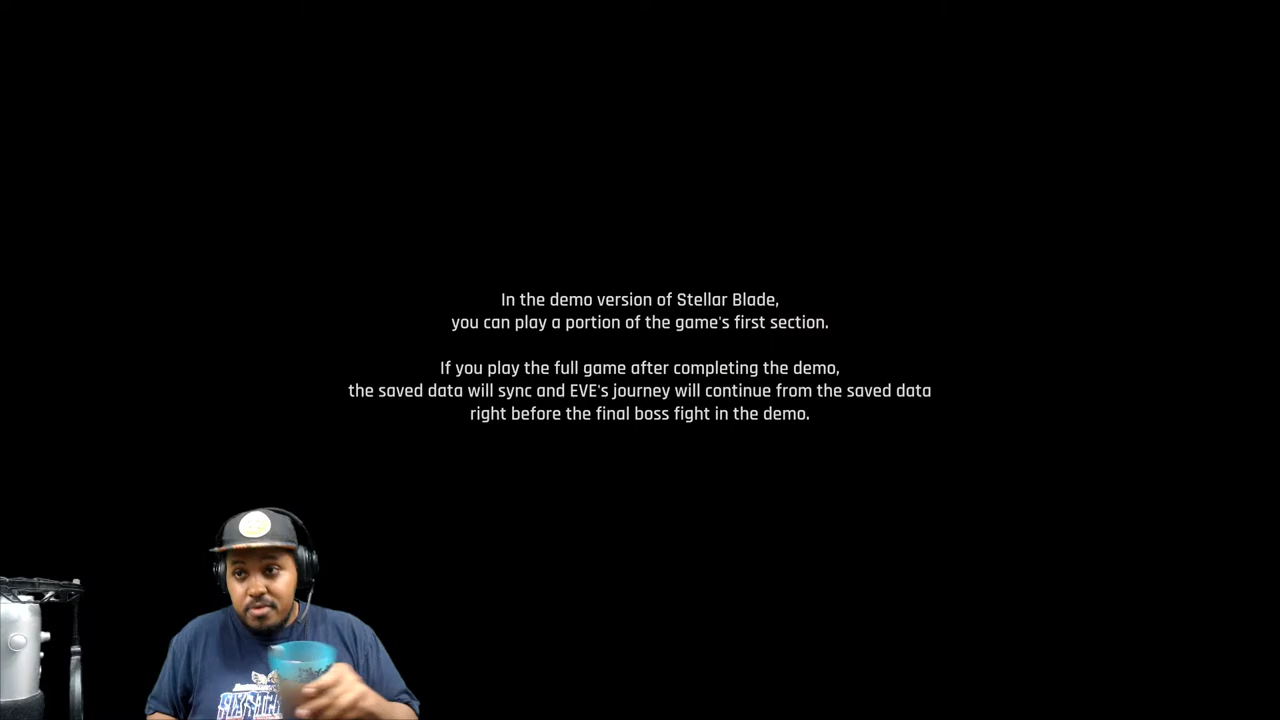 In the demo version of Stellar Blade,
you can play a portion of the game's first section.
If you play the full game after completing the demo,
the saved data will sync and EVE's journey will continue from the saved data
right before the final boss fight in the demo.